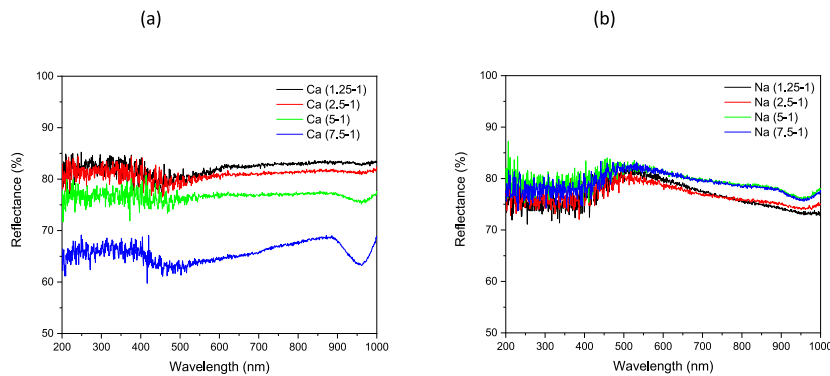 (a)
(b)
100
90
80
70
60
50
200 300 400 500 600 700 800 900 1000
Reflectance (%)
Wavelength (nm)
Ca (1.25-1)
Ca (2.5-1)
Ca (5-1)
Ca (7.5-1)
100
90
80
70
60
50
200 300 400 500 600 700 800 900 1000
Reflectance (%)
Wavelength (nm)
Na (1.25-1)
Na (2.5-1)
Na (5-1)
Na (7.5-1)